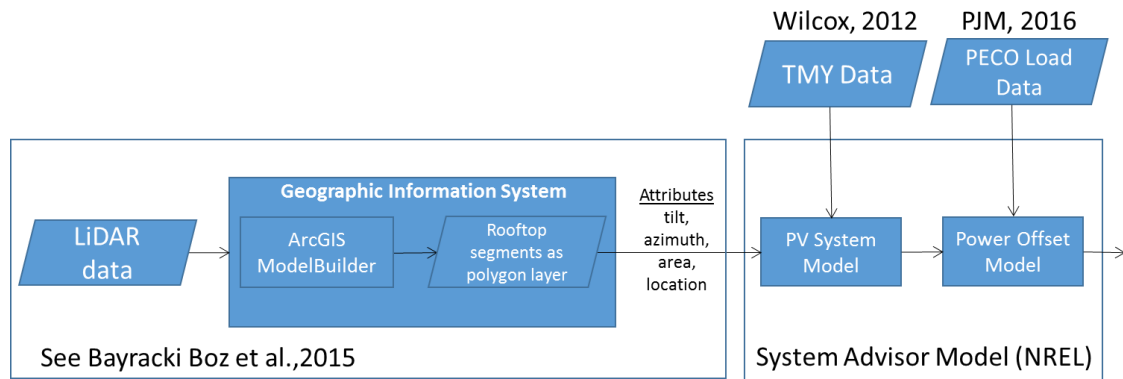 Wilcox, 2012
PJM, 2016
TMY Data
PECO Load
Data
Geographic Information System
LiDAR
data
ArcGIS
ModelBuilder
Rooftop
segments as
polygon layer
Attributes
tilt,
azimuth,
area,
location
PV System
Model
Power Offset
Model
See Bayracki Boz et al.,2015
System Advisor Model (NREL)